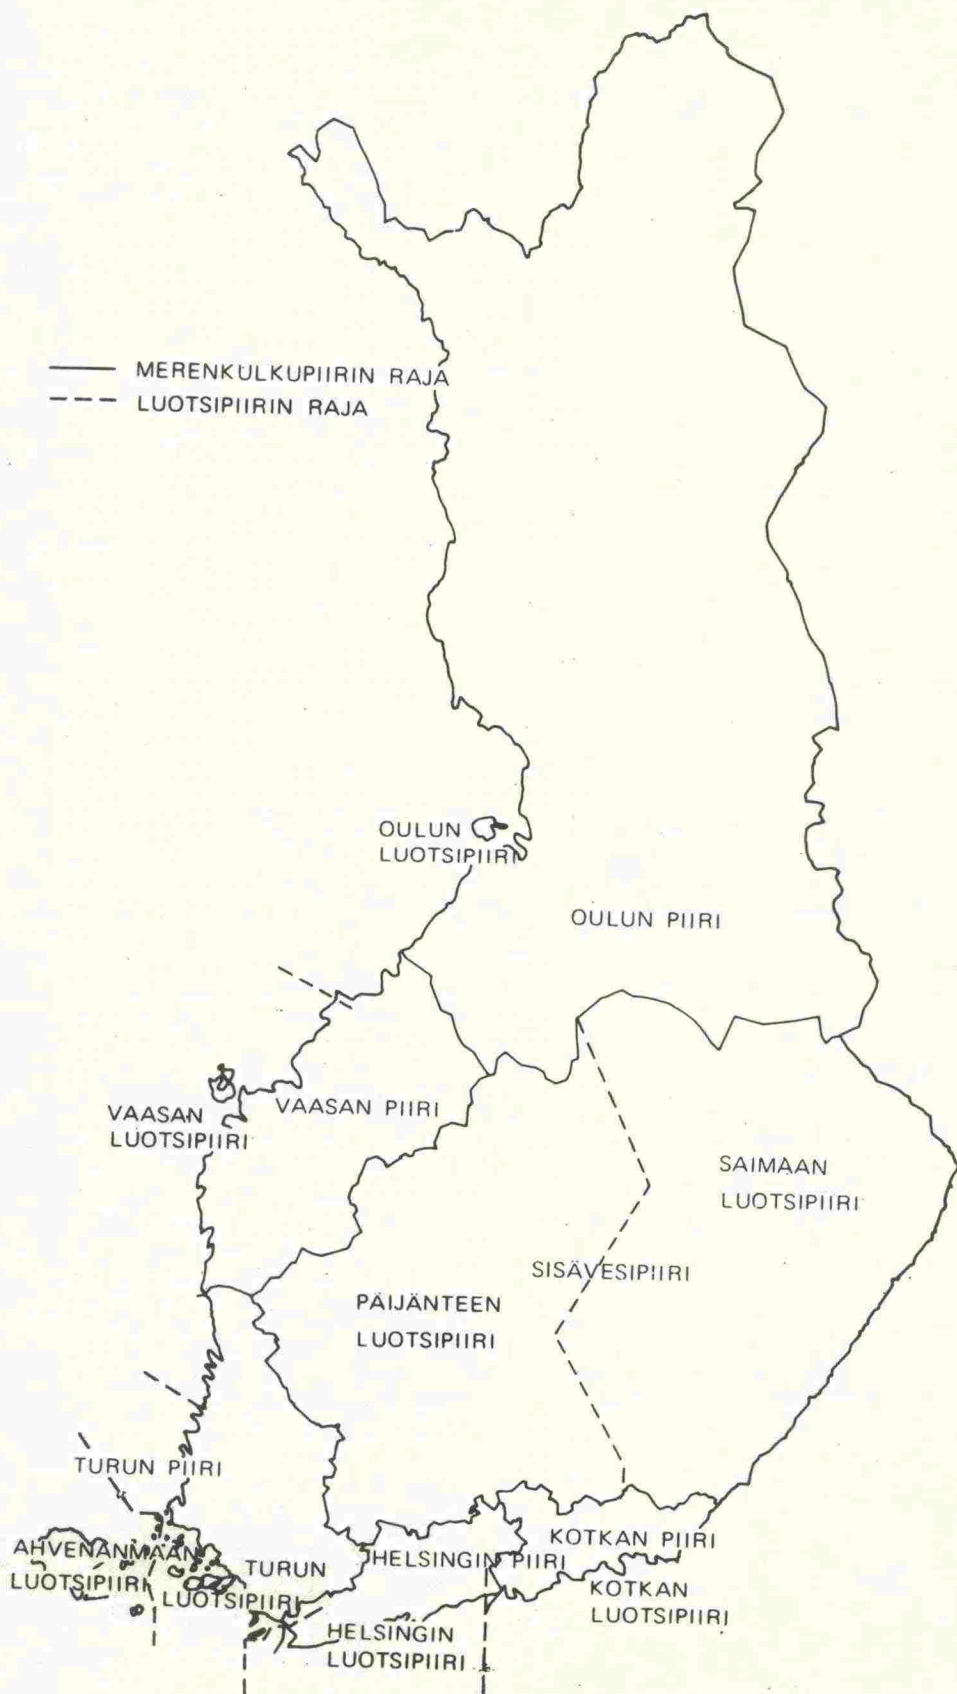 MERENKULKUPIIRIN RAJA
LUOTSIPIIRIN RAJA
OULUN
LUOTSIPIIRI
OULUN PIIRI
VAASAN PIIRI
VAASAN
LUOTSIPIIRI
SAIMAAN
LUOTSIPIIRI
SISÄVESIPIIRI
PÄIJÄNTEEN
LUOTSIPIIRI
TURUN PIIRI
AHVENANMAAN
LUOTSIPIIRI
TURUN
LUOTSIPIIRI
HELSINGIN PIIRI
KOTKAN PIIRI
KOTKAN
LUOTSIPIIRI
HELSINGIN
LUOTSIPIIRI